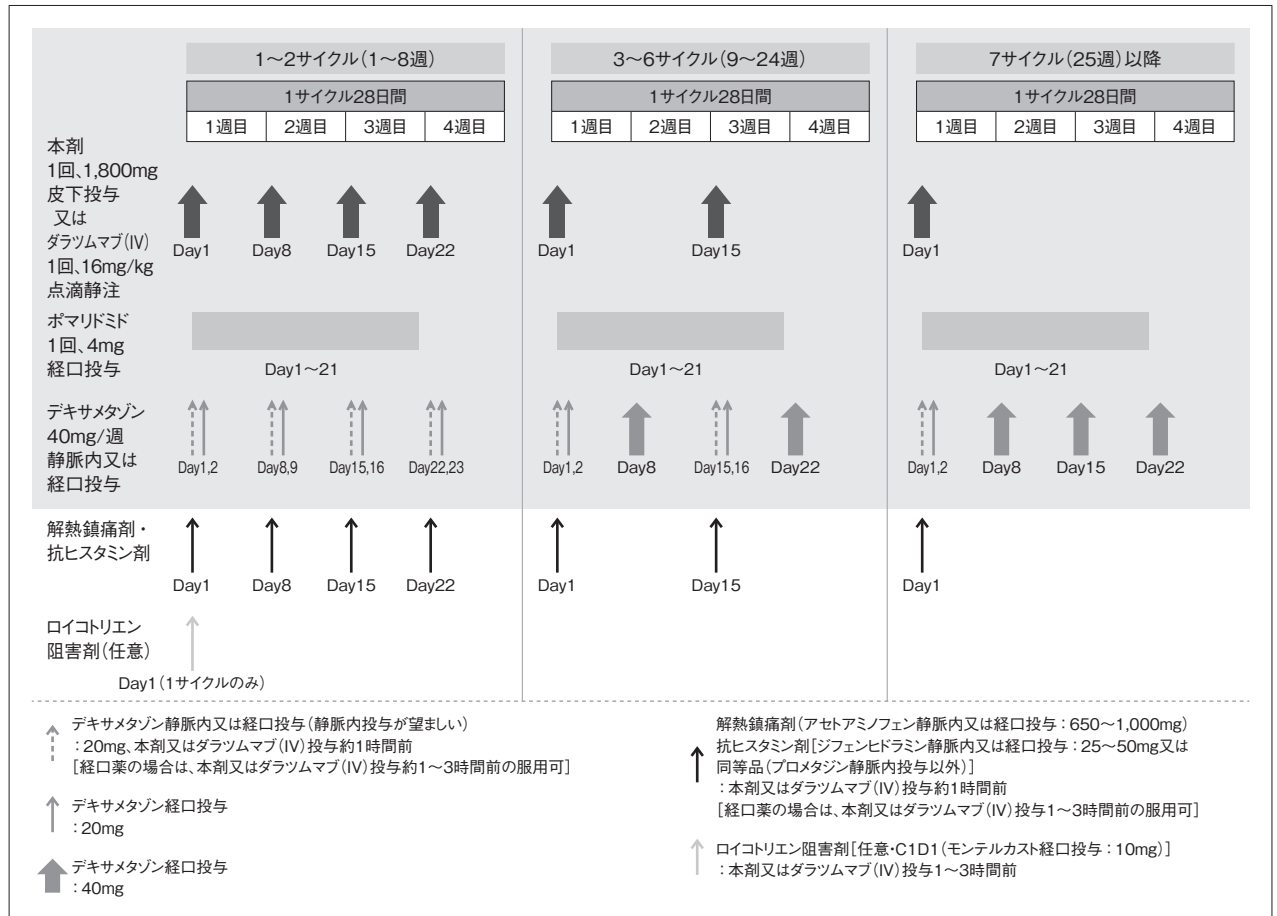 1〜2サイクル（1〜8週）
3〜6サイクル（9〜24週）
7サイクル（25週）以降
1サイクル28日間
1サイクル28日間
1サイクル28日間
1週目 2週目 3週目 4週目
1週目 2週目 3週目 4週目
1週目 2週目 3週目 4週目
本剤
1回、1,800mg
皮下投与
又は
ダラツムマブ（IV）
1回、16mg/kg
点滴静注
Day1 Day8 Day15 Day22
Day1 Day15
Day1
ポマリドミド
1回、4mg
経口投与
Day1〜21
Day1〜21
Day1〜21
デキサメタゾン
40mg/週
静脈内又は
経口投与
Day1,2 Day8,9 Day15,16 Day22,23
Day1,2 Day8 Day15,16 Day22
Day1,2 Day8 Day15 Day22
解熱鎮痛剤・
抗ヒスタミン剤
Day1 Day8 Day15 Day22
Day1 Day15
Day1
ロイコトリエン
阻害剤（任意）
Day1（1サイクルのみ）
デキサメタゾン静脈内又は経口投与（静脈内投与が望ましい）
：20mg、本剤又はダラツムマブ（IV）投与約1時間前
［経口薬の場合は、本剤又はダラツムマブ（IV）投与約1〜3時間前の服用可］
デキサメタゾン経口投与
：20mg
デキサメタゾン経口投与
：40mg
解熱鎮痛剤（アセトアミノフェン静脈内又は経口投与：650〜1,000mg）
抗ヒスタミン剤［ジフェンヒドラミン静脈内又は経口投与：25〜50mg又は
同等品（プロメタジン静脈内投与以外）］
：本剤又はダラツムマブ（IV）投与約1時間前
［経口薬の場合は、本剤又はダラツムマブ（IV）投与1〜3時間前の服用可］
ロイコトリエン阻害剤［任意・C1D1（モンテルカスト経口投与：10mg）］
：本剤又はダラツムマブ（IV）投与1〜3時間前